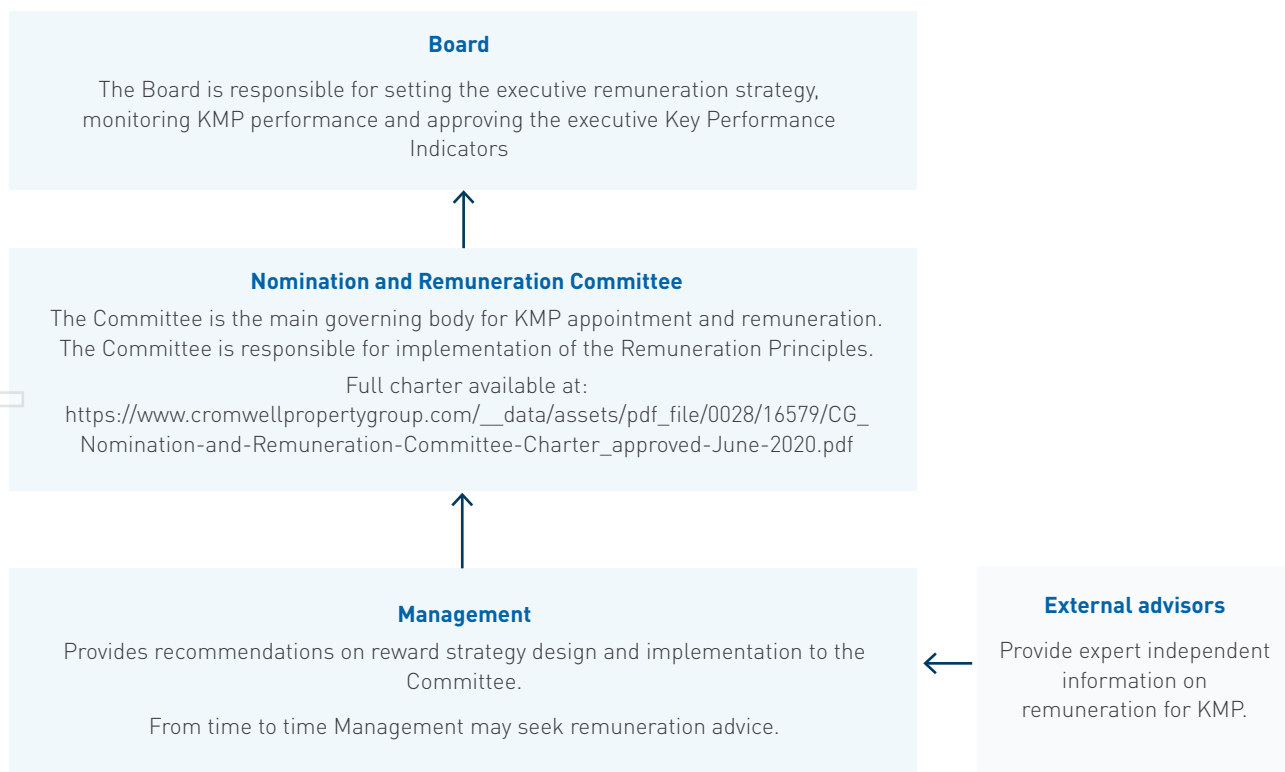 Board
The Board is responsible for setting the executive remuneration strategy,
monitoring KMP performance and approving the executive Key Performance
Indicators
Nomination and Remuneration Committee
The Committee is the main governing body for KMP appointment and remuneration.
The Committee is responsible for implementation of the Remuneration Principles.
Full charter available at:
https://www.cromwellpropertygroup.com/__data/assets/pdf_file/0028/16579/CG_
Nomination-and-Remuneration-Committee-Charter_approved-June-2020.pdf
Management
Provides recommendations on reward strategy design and implementation to the
Committee.
From time to time Management may seek remuneration advice.
External advisors
Provide expert independent
information on
remuneration for KMP.